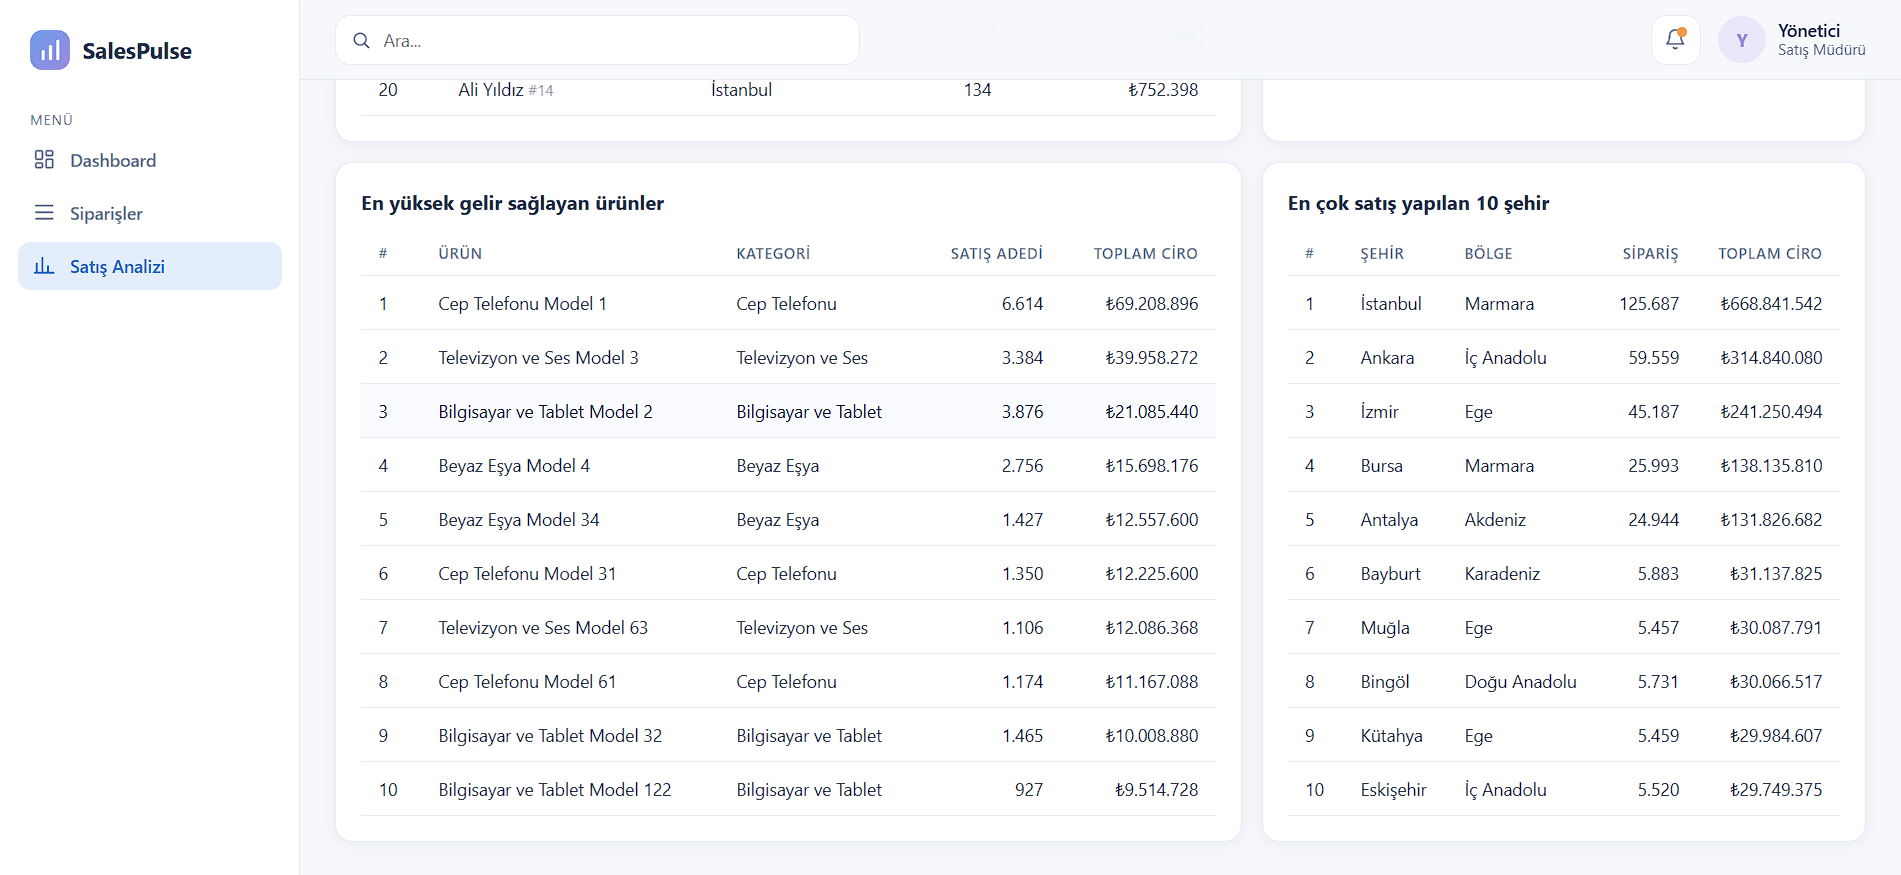 SalesPulse
MENÜ
Dashboard
Siparişler
Satış Analizi
Ara...
Y
Yönetici
Satış Müdürü
20 Ali Yıldız #14 İstanbul 134 ₺752.398
En yüksek gelir sağlayan ürünler
# ÜRÜN KATEGORİ SATIŞ ADEDİ TOPLAM CİRO
1 Cep Telefonu Model 1 Cep Telefonu 6.614 ₺69.208.896
2 Televizyon ve Ses Model 3 Televizyon ve Ses 3.384 ₺39.958.272
3 Bilgisayar ve Tablet Model 2 Bilgisayar ve Tablet 3.876 ₺21.085.440
4 Beyaz Eşya Model 4 Beyaz Eşya 2.756 ₺15.698.176
5 Beyaz Eşya Model 34 Beyaz Eşya 1.427 ₺12.557.600
6 Cep Telefonu Model 31 Cep Telefonu 1.350 ₺12.225.600
7 Televizyon ve Ses Model 63 Televizyon ve Ses 1.106 ₺12.086.368
8 Cep Telefonu Model 61 Cep Telefonu 1.174 ₺11.167.088
9 Bilgisayar ve Tablet Model 32 Bilgisayar ve Tablet 1.465 ₺10.008.880
10 Bilgisayar ve Tablet Model 122 Bilgisayar ve Tablet 927 ₺9.514.728
En çok satış yapılan 10 şehir
# ŞEHİR BÖLGE SİPARİŞ TOPLAM CİRO
1 İstanbul Marmara 125.687 ₺668.841.542
2 Ankara İç Anadolu 59.559 ₺314.840.080
3 İzmir Ege 45.187 ₺241.250.494
4 Bursa Marmara 25.993 ₺138.135.810
5 Antalya Akdeniz 24.944 ₺131.826.682
6 Bayburt Karadeniz 5.883 ₺31.137.825
7 Muğla Ege 5.457 ₺30.087.791
8 Bingöl Doğu Anadolu 5.731 ₺30.066.517
9 Kütahya Ege 5.459 ₺29.984.607
10 Eskişehir İç Anadolu 5.520 ₺29.749.375